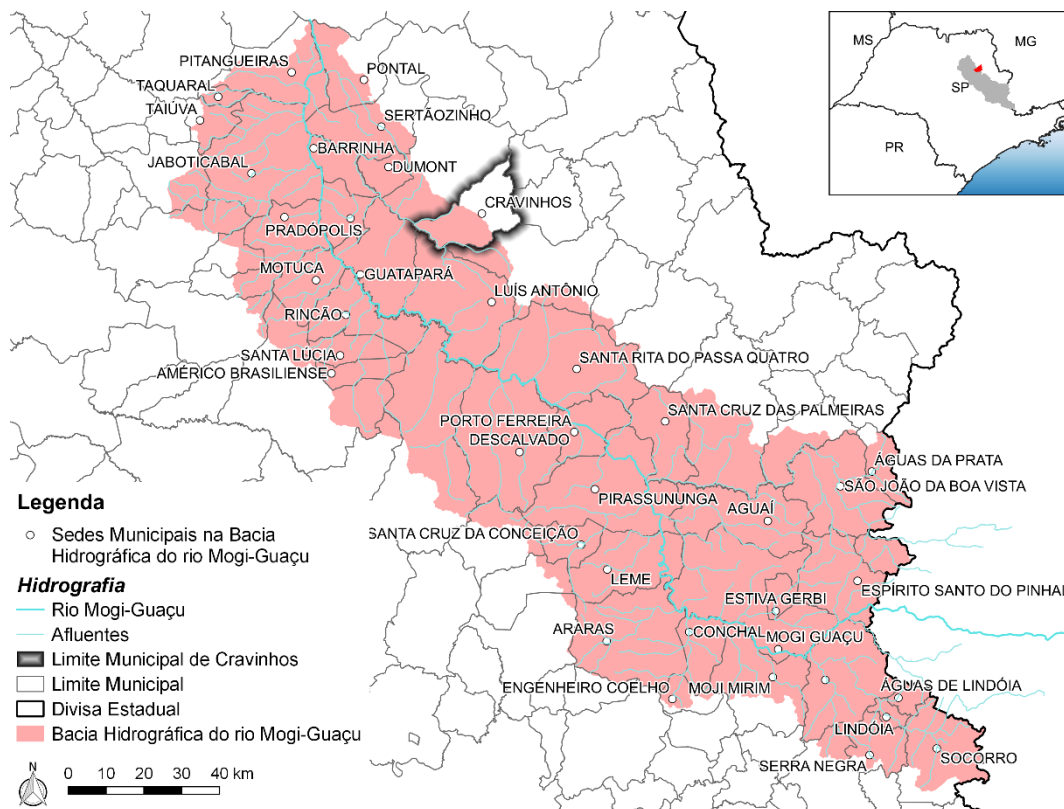 MS
MG
SP
PR
PITANGUEIRAS
PONTAL
TAQUARAL
TAIÚVA
SERTÃOZINHO
BARRINHA
DUMONT
JABOTICABAL
CRAVINHOS
PRADÓPOLIS
MOTUCA
GUATAPARÁ
LUÍS ANTÔNIO
RINCÃO
SANTA LÚCIA
AMÉRICO BRASILIENSE
SANTA RITA DO PASSA QUATRO
SANTA CRUZ DAS PALMEIRAS
PORTO FERREIRA
DESCALVADO
ÁGUAS DA PRATA
SÃO JOÃO DA BOA VISTA
PIRASSUNUNGA
AGUAÍ
SANTA CRUZ DA CONCEIÇÃO
LEME
ESPÍRITO SANTO DO PINHAL
ESTIVA GERBI
ARARAS
CONCHAL
MOGI GUAÇU
ENGENHEIRO COELHO
MOJI MIRIM
ÁGUAS DE LINDÓIA
LINDÓIA
SERRA NEGRA
SOCORRO
Legenda
Sedes Municipais na Bacia
Hidrográfica do rio Mogi-Guaçu
Hidrografia
Rio Mogi-Guaçu
Afluentes
Limite Municipal de Cravinhos
Limite Municipal
Divisa Estadual
Bacia Hidrográfica do rio Mogi-Guaçu
N
0 10 20 30 40 km